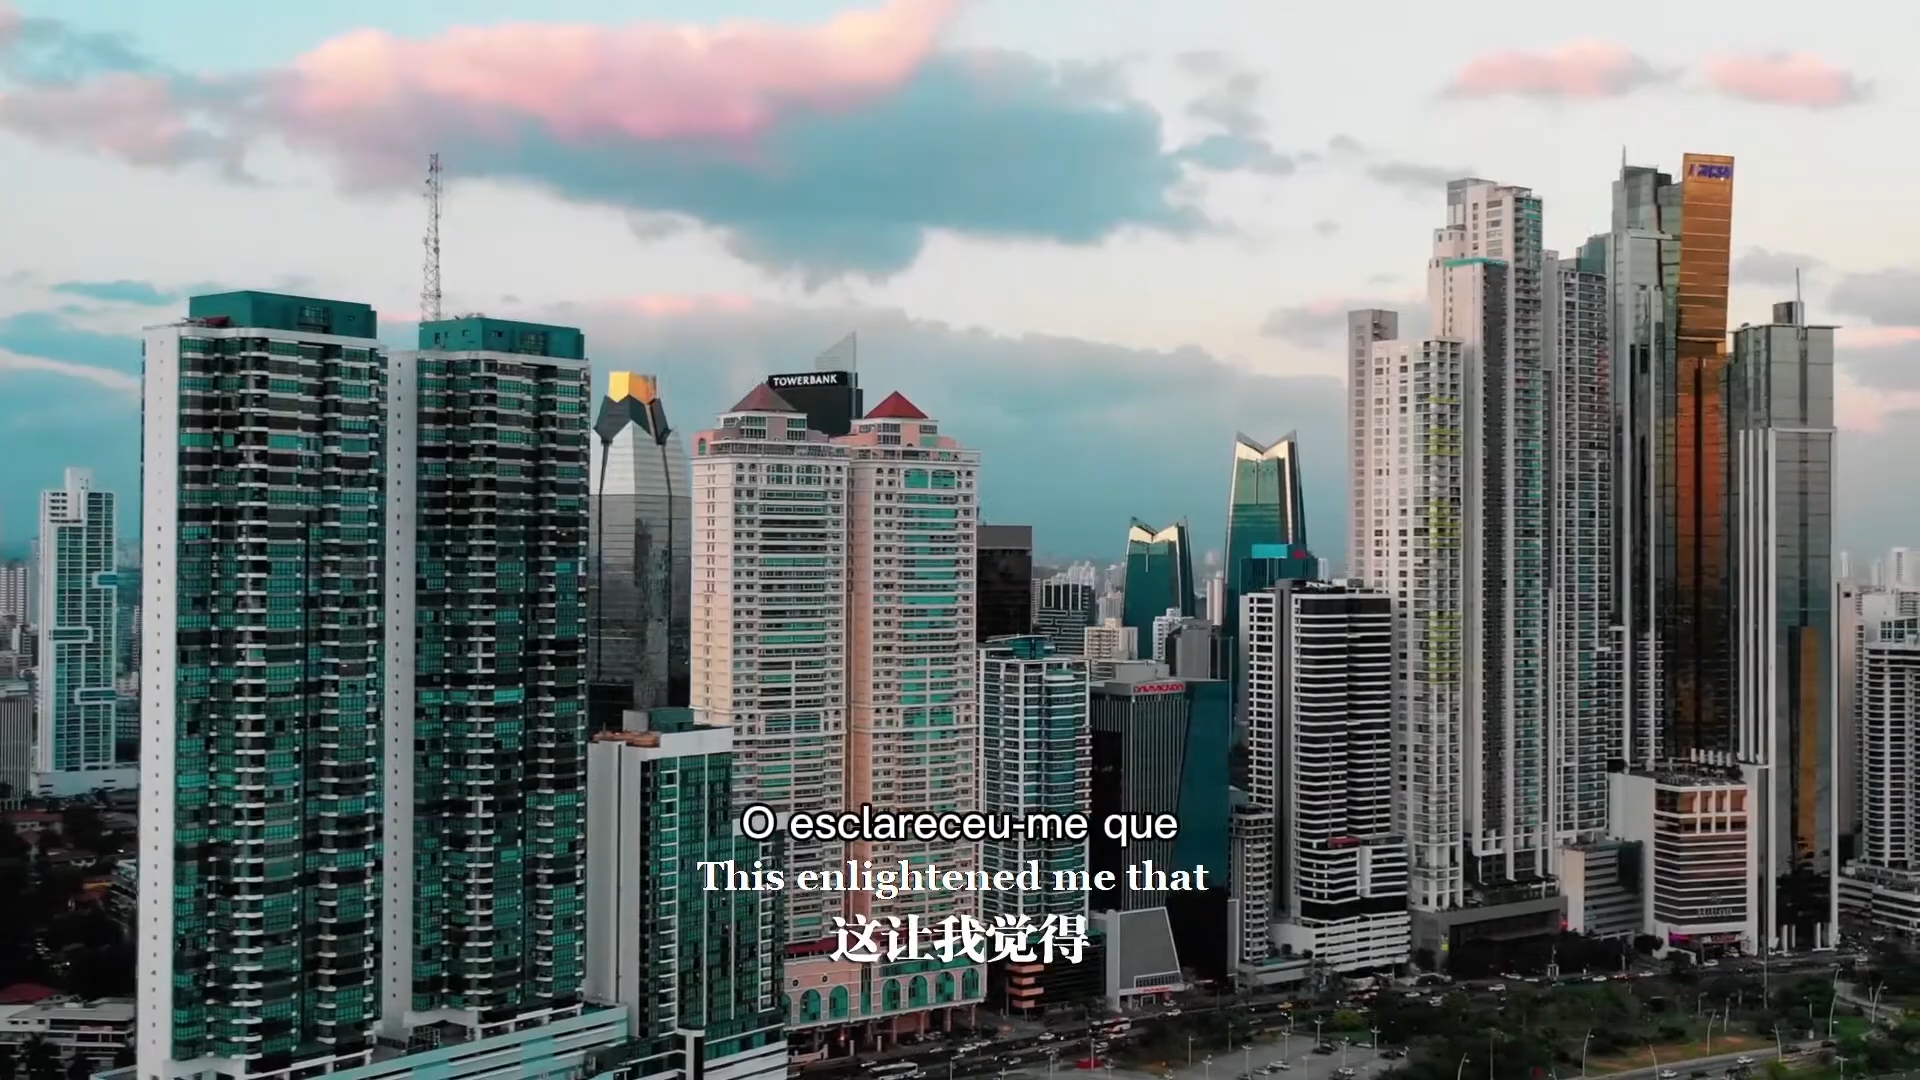 TOWERBANK
O esclareceu-me que
This enlightened me that
这让我觉得